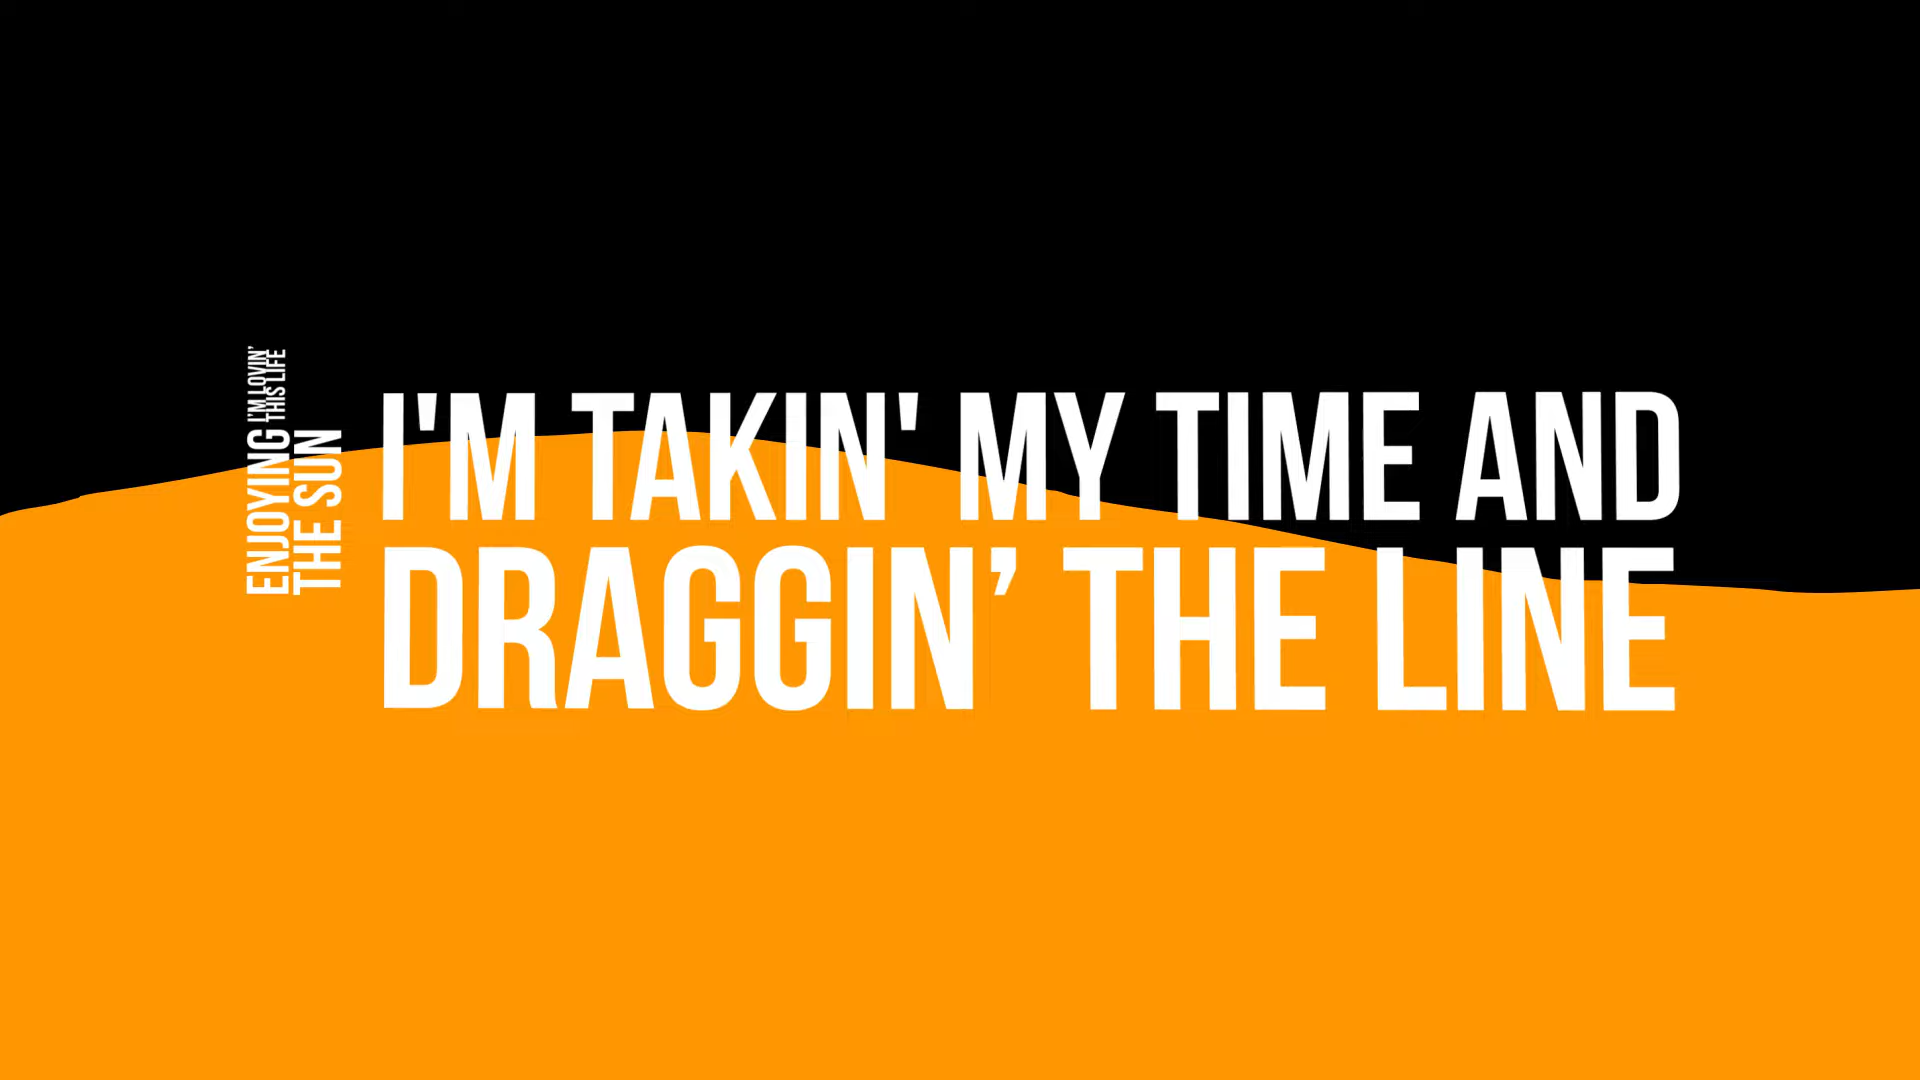 I'M LOVIN'
THIS LIFE
ENJOYING
THE SUN
I'M TAKIN' MY TIME AND
DRAGGIN’ THE LINE